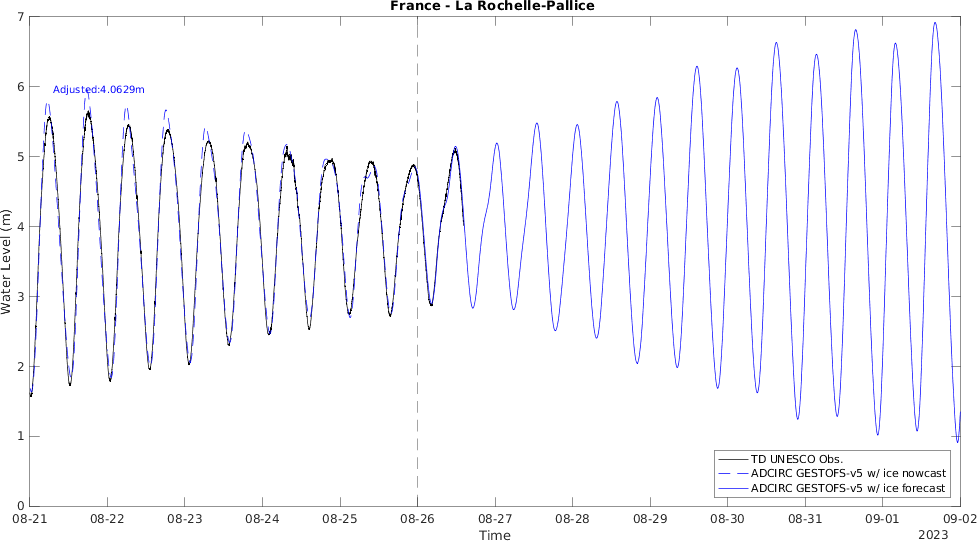 France - La Rochelle-Pallice
Adjusted:4.0629m
Water Level (m)
7
6
5
4
3
2
1
0
08-21 08-22 08-23 08-24 08-25 08-26 08-27 08-28 08-29 08-30 08-31 09-01 09-02
Time
2023
TD UNESCO Obs.
ADCIRC GESTOFS-v5 w/ ice nowcast
ADCIRC GESTOFS-v5 w/ ice forecast